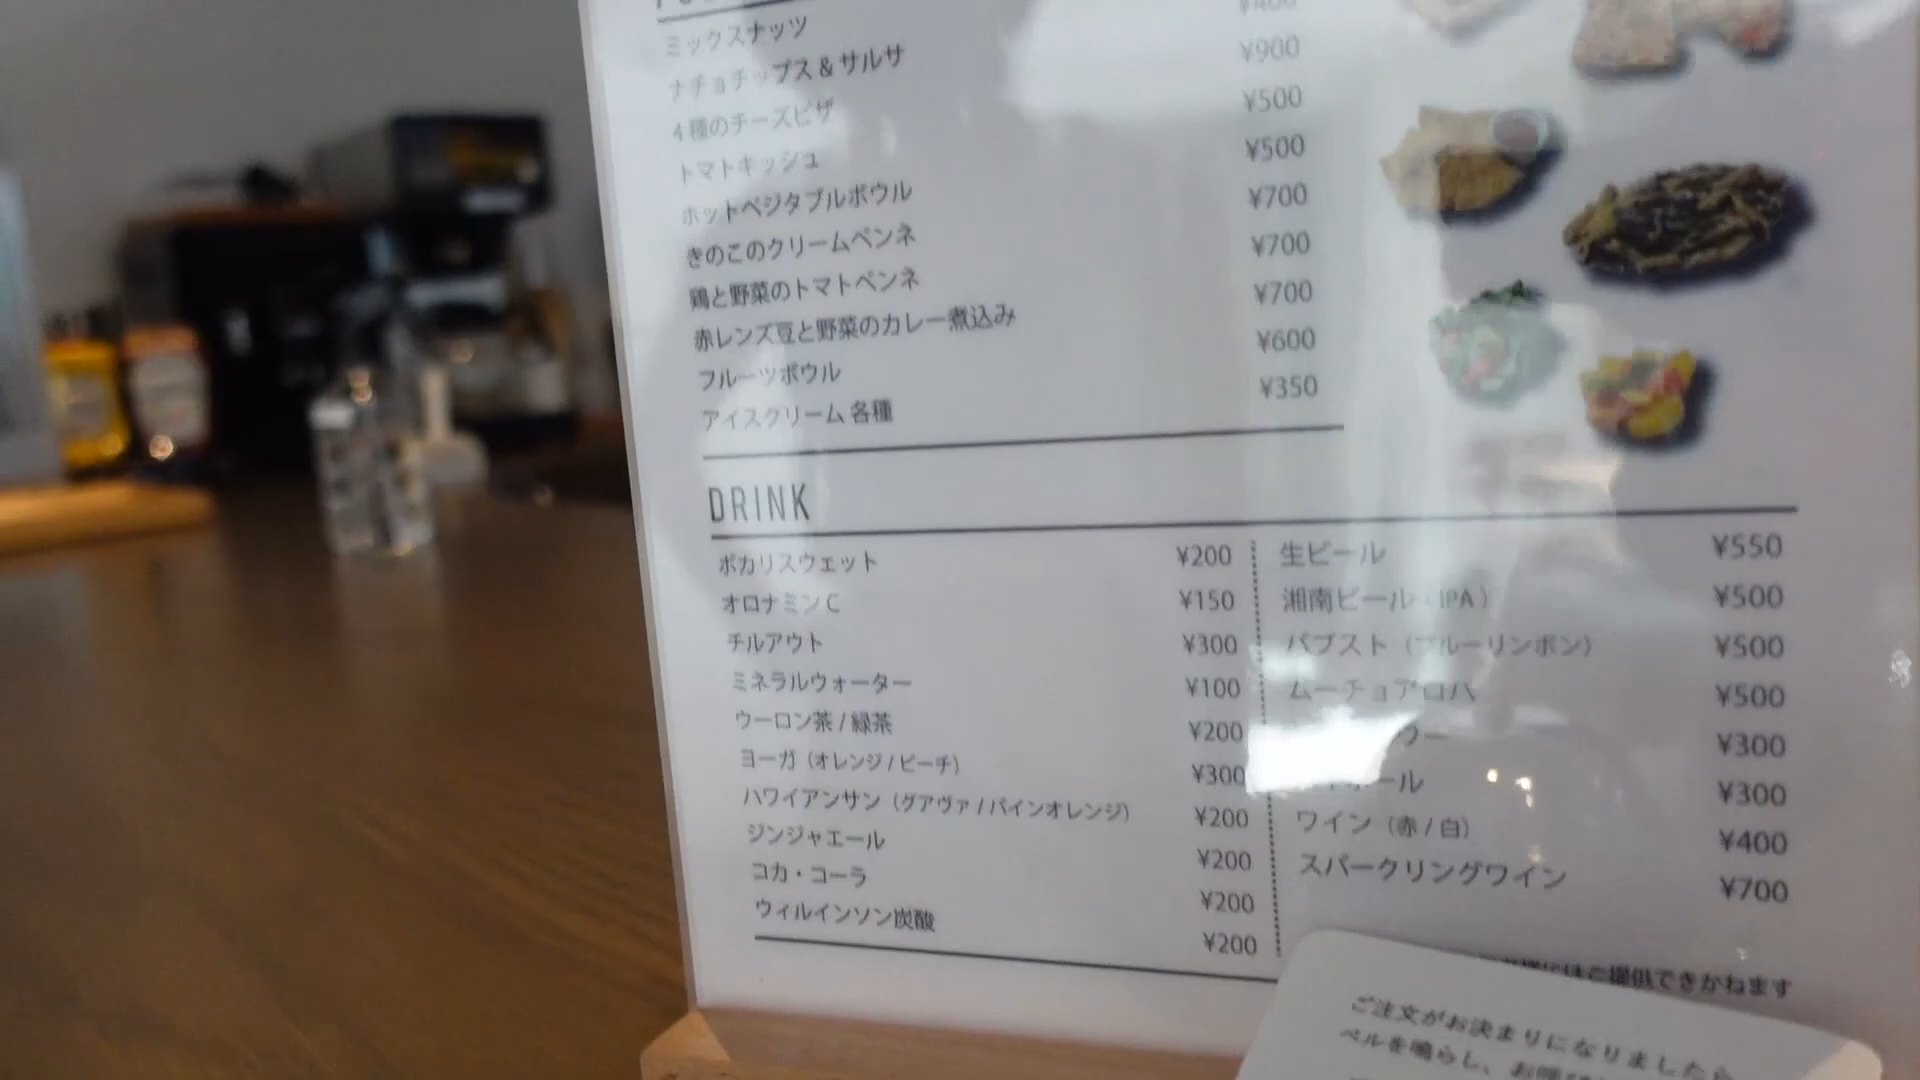 ミックスナッツ
ナチョチップス&サルサ ¥400
4種のチーズピザ ¥900
トマトキッシュ ¥500
ホットベジタブルボウル ¥500
きのこのクリームペンネ ¥700
鶏と野菜のトマトペンネ ¥700
赤レンズ豆と野菜のカレー煮込み ¥700
フルーツボウル ¥600
アイスクリーム 各種 ¥350
DRINK
ポカリスウェット ¥200
オロナミンC ¥150
チルアウト ¥300
ミネラルウォーター ¥100
ウーロン茶 / 緑茶 ¥200
ヨーガ（オレンジ / ピーチ） ¥300
ハワイアンサン（グアヴァ / パインオレンジ） ¥200
ジンジャエール ¥200
コカ・コーラ ¥200
ウィルインソン炭酸 ¥200
生ビール ¥550
湘南ビール（IPA） ¥500
パブスト（ブルーリンボン） ¥500
ムーチョアロハ ¥500
ワー ¥300
ール ¥300
ワイン（赤 / 白） ¥400
スパークリングワイン ¥700
はご提供できかねます
ご注文がお決まりになりましたら
ベルを鳴らし、お呼び